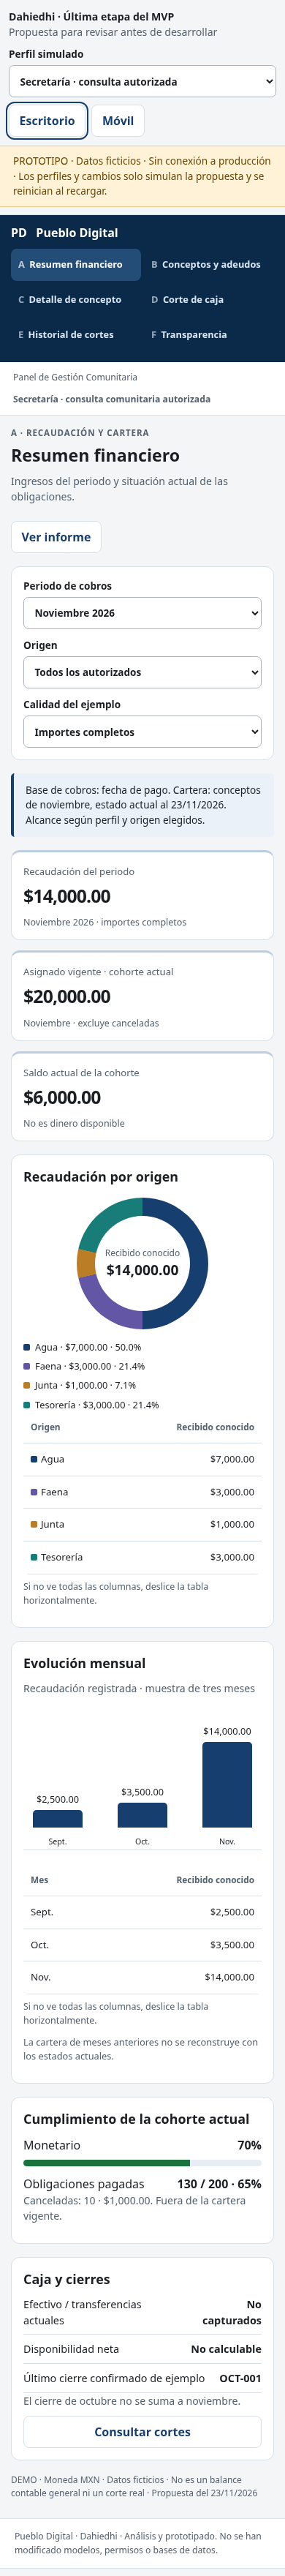 Dahiedhi · Última etapa del MVP
Propuesta para revisar antes de desarrollar
Perfil simulado
Secretaría · consulta autorizada
Escritorio
Móvil
PROTOTIPO · Datos ficticios · Sin conexión a producción
· Los perfiles y cambios solo simulan la propuesta y se
reinician al recargar.
PD Pueblo Digital
A Resumen financiero
B Conceptos y adeudos
C Detalle de concepto
D Corte de caja
E Historial de cortes
F Transparencia
Panel de Gestión Comunitaria
Secretaría · consulta comunitaria autorizada
A · RECAUDACIÓN Y CARTERA
Resumen financiero
Ingresos del periodo y situación actual de las
obligaciones.
Ver informe
Periodo de cobros
Noviembre 2026
Origen
Todos los autorizados
Calidad del ejemplo
Importes completos
Base de cobros: fecha de pago. Cartera: conceptos
de noviembre, estado actual al 23/11/2026.
Alcance según perfil y origen elegidos.
Recaudación del periodo
$14,000.00
Noviembre 2026 · importes completos
Asignado vigente · cohorte actual
$20,000.00
Noviembre · excluye canceladas
Saldo actual de la cohorte
$6,000.00
No es dinero disponible
Recaudación por origen
Recibido conocido
$14,000.00
Agua · $7,000.00 · 50.0%
Faena · $3,000.00 · 21.4%
Junta · $1,000.00 · 7.1%
Tesorería · $3,000.00 · 21.4%
Origen Recibido conocido
Agua $7,000.00
Faena $3,000.00
Junta $1,000.00
Tesorería $3,000.00
Si no ve todas las columnas, deslice la tabla
horizontalmente.
Evolución mensual
Recaudación registrada · muestra de tres meses
$2,500.00
$3,500.00
$14,000.00
Sept.
Oct.
Nov.
Mes Recibido conocido
Sept. $2,500.00
Oct. $3,500.00
Nov. $14,000.00
Si no ve todas las columnas, deslice la tabla
horizontalmente.
La cartera de meses anteriores no se reconstruye con
los estados actuales.
Cumplimiento de la cohorte actual
Monetario 70%
Obligaciones pagadas 130 / 200 · 65%
Canceladas: 10 · $1,000.00. Fuera de la cartera
vigente.
Caja y cierres
Efectivo / transferencias
actuales
No
capturados
Disponibilidad neta No calculable
Último cierre confirmado de ejemplo OCT-001
El cierre de octubre no se suma a noviembre.
Consultar cortes
DEMO · Moneda MXN · Datos ficticios · No es un balance
contable general ni un corte real · Propuesta del 23/11/2026
Pueblo Digital · Dahiedhi · Análisis y prototipado. No se han
modificado modelos, permisos o bases de datos.